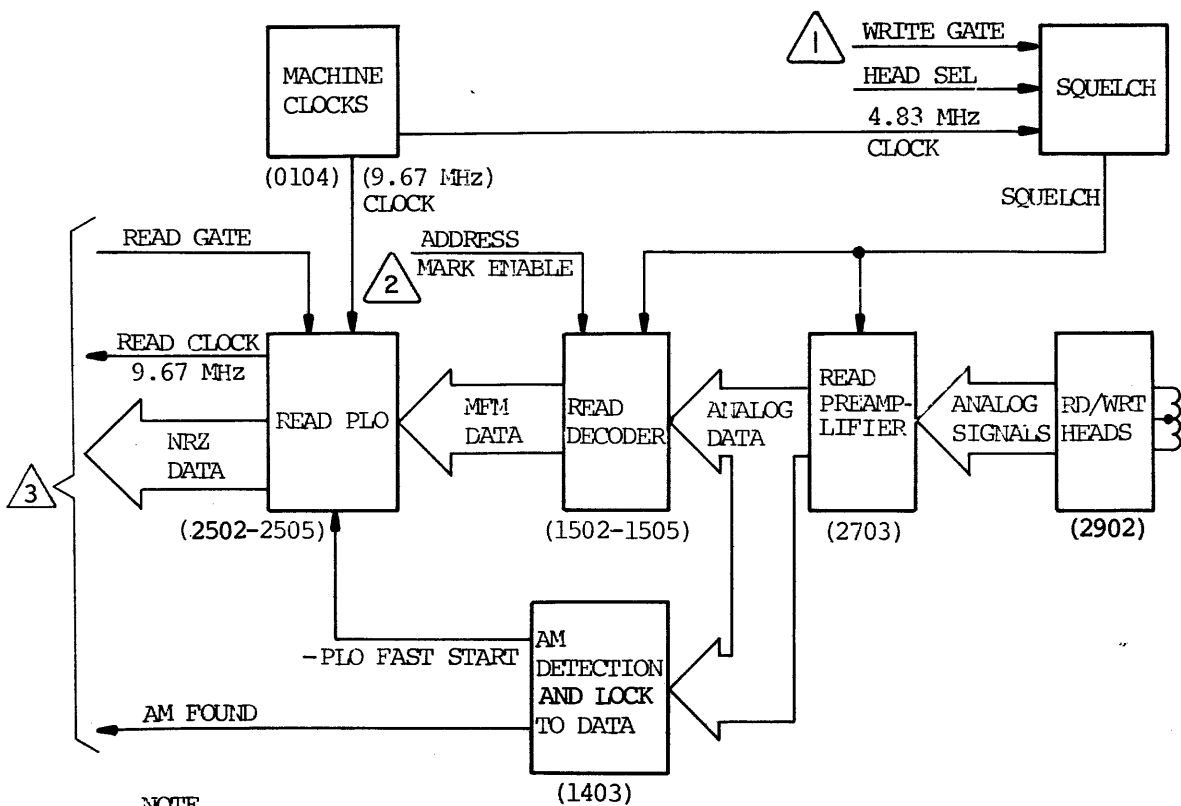 1
WRITE GATE
HEAD SEL
4.83 MHz
CLOCK
SQUELCH
MACHINE
CLOCKS
(0104)
(9.67 MHz)
CLOCK
SQUELCH
READ GATE
ADDRESS
MARK ENABLE
2
READ CLOCK
9.67 MHz
NRZ
DATA
READ PLO
(2502-2505)
MFM
DATA
READ
DECODER
(1502-1505)
ANALOG
DATA
READ
PREAMP-
LIFIER
(2703)
ANALOG
SIGNALS
RD/WRT
HEADS
(2902)
3
-PLO FAST START
AM FOUND
AM
DETECTION
AND LOCK
TO DATA
(1403)
NOTE